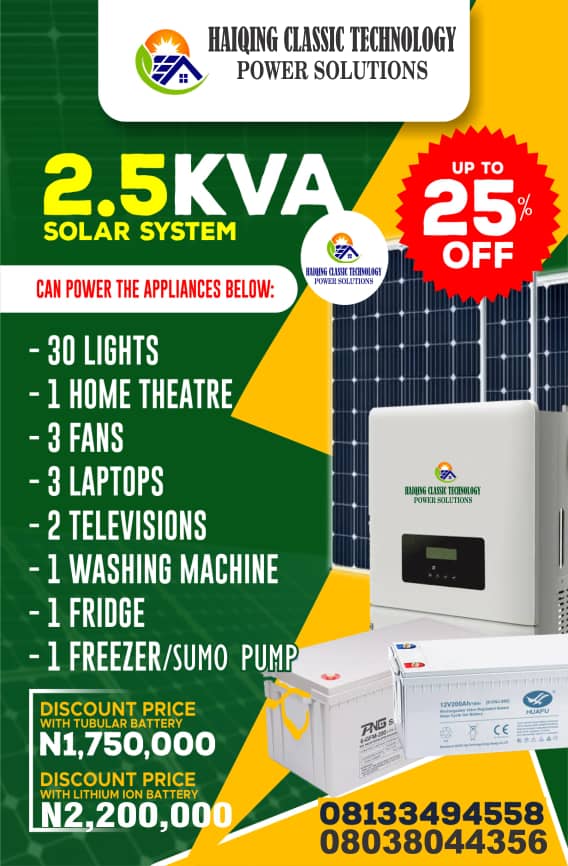 HAIQING CLASSIC TECHNOLOGY
POWER SOLUTIONS
2.5KVA
SOLAR SYSTEM
UP TO
25%
OFF
HAIQING CLASSIC TECHNOLOGY
POWER SOLUTIONS
CAN POWER THE APPLIANCES BELOW:
- 30 LIGHTS
- 1 HOME THEATRE
- 3 FANS
- 3 LAPTOPS
- 2 TELEVISIONS
- 1 WASHING MACHINE
- 1 FRIDGE
- 1 FREEZER/SUMO PUMP
HAIQING CLASSIC TECHNOLOGY
POWER SOLUTIONS
DISCOUNT PRICE
WITH TUBULAR BATTERY
N1,750,000
DISCOUNT PRICE
WITH LITHIUM ION BATTERY
N2,200,000
PNG
12V200Ah
HUAFU
08133494558
08038044356